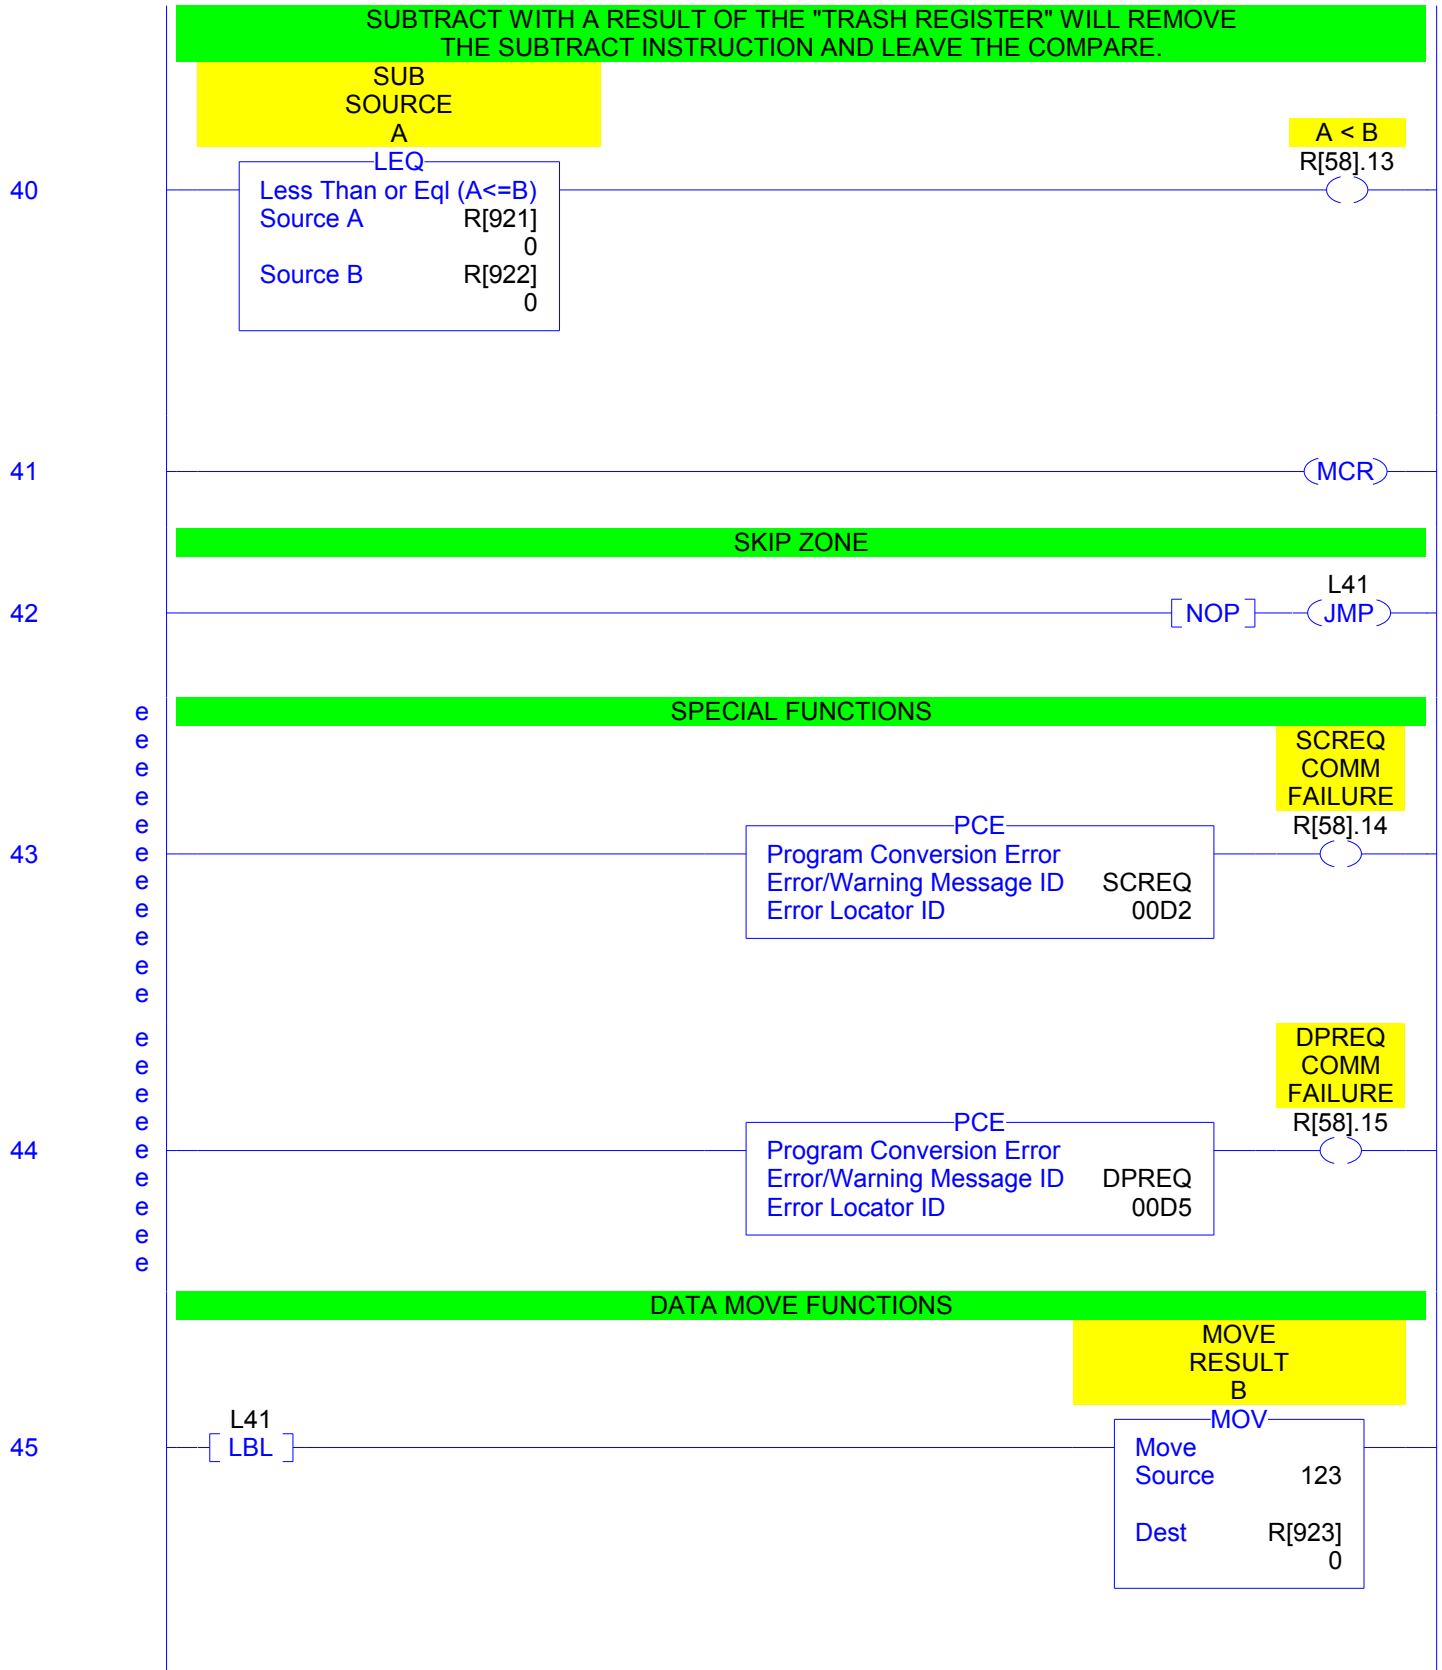 SUBTRACT WITH A RESULT OF THE "TRASH REGISTER" WILL REMOVE
THE SUBTRACT INSTRUCTION AND LEAVE THE COMPARE.
SUB
SOURCE
A
A < B
LEQ
R[58].13
40
Less Than or Eql (A<=B)
Source A R[921]
0
Source B R[922]
0
41
MCR
SKIP ZONE
L41
42
NOP
JMP
e
SPECIAL FUNCTIONS
e
SCREQ
e
COMM
e
FAILURE
e
PCE
R[58].14
43
e
Program Conversion Error
e
Error/Warning Message ID SCREQ
e
Error Locator ID 00D2
e
e
e
e
DPREQ
e
COMM
e
FAILURE
e
PCE
R[58].15
44
e
Program Conversion Error
e
Error/Warning Message ID DPREQ
e
Error Locator ID 00D5
e
e
DATA MOVE FUNCTIONS
MOVE
RESULT
B
L41
MOV
45
LBL
Move
Source 123
Dest R[923]
0